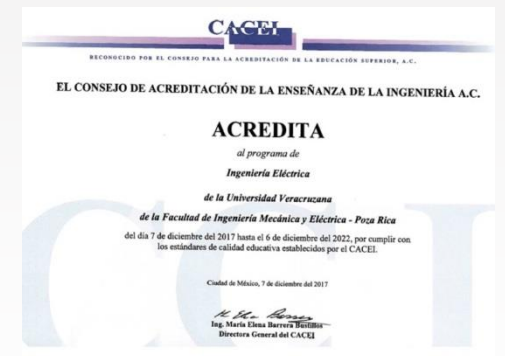 CACEI
RECONOCIDO POR EL CONSEJO PARA LA ACREDITACIÓN DE LA EDUCACIÓN SUPERIOR, A.C.
EL CONSEJO DE ACREDITACIÓN DE LA ENSEÑANZA DE LA INGENIERÍA A.C.
ACREDITA
al programa de
Ingeniería Eléctrica
de la Universidad Veracruzana
de la Facultad de Ingeniería Mecánica y Eléctrica - Poza Rica
del día 7 de diciembre del 2017 hasta el 6 de diciembre del 2022, por cumplir con
los estándares de calidad educativa establecidos por el CACEI.
Ciudad de México, 7 de diciembre del 2017
Ing. María Elena Barrera Bustillos
Directora General del CACEI